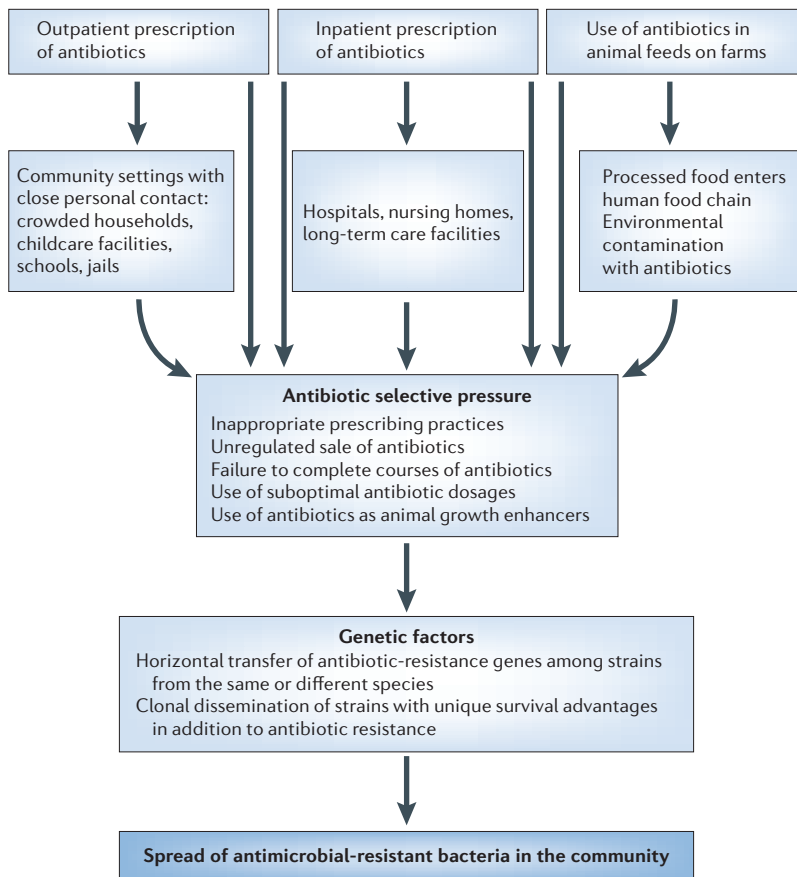 Outpatient prescription
of antibiotics
Inpatient prescription
of antibiotics
Use of antibiotics in
animal feeds on farms
Community settings with
close personal contact:
crowded households,
childcare facilities,
schools, jails
Hospitals, nursing homes,
long-term care facilities
Processed food enters
human food chain
Environmental
contamination
with antibiotics
Antibiotic selective pressure
Inappropriate prescribing practices
Unregulated sale of antibiotics
Failure to complete courses of antibiotics
Use of suboptimal antibiotic dosages
Use of antibiotics as animal growth enhancers
Genetic factors
Horizontal transfer of antibiotic-resistance genes among strains
from the same or different species
Clonal dissemination of strains with unique survival advantages
in addition to antibiotic resistance
Spread of antimicrobial-resistant bacteria in the community